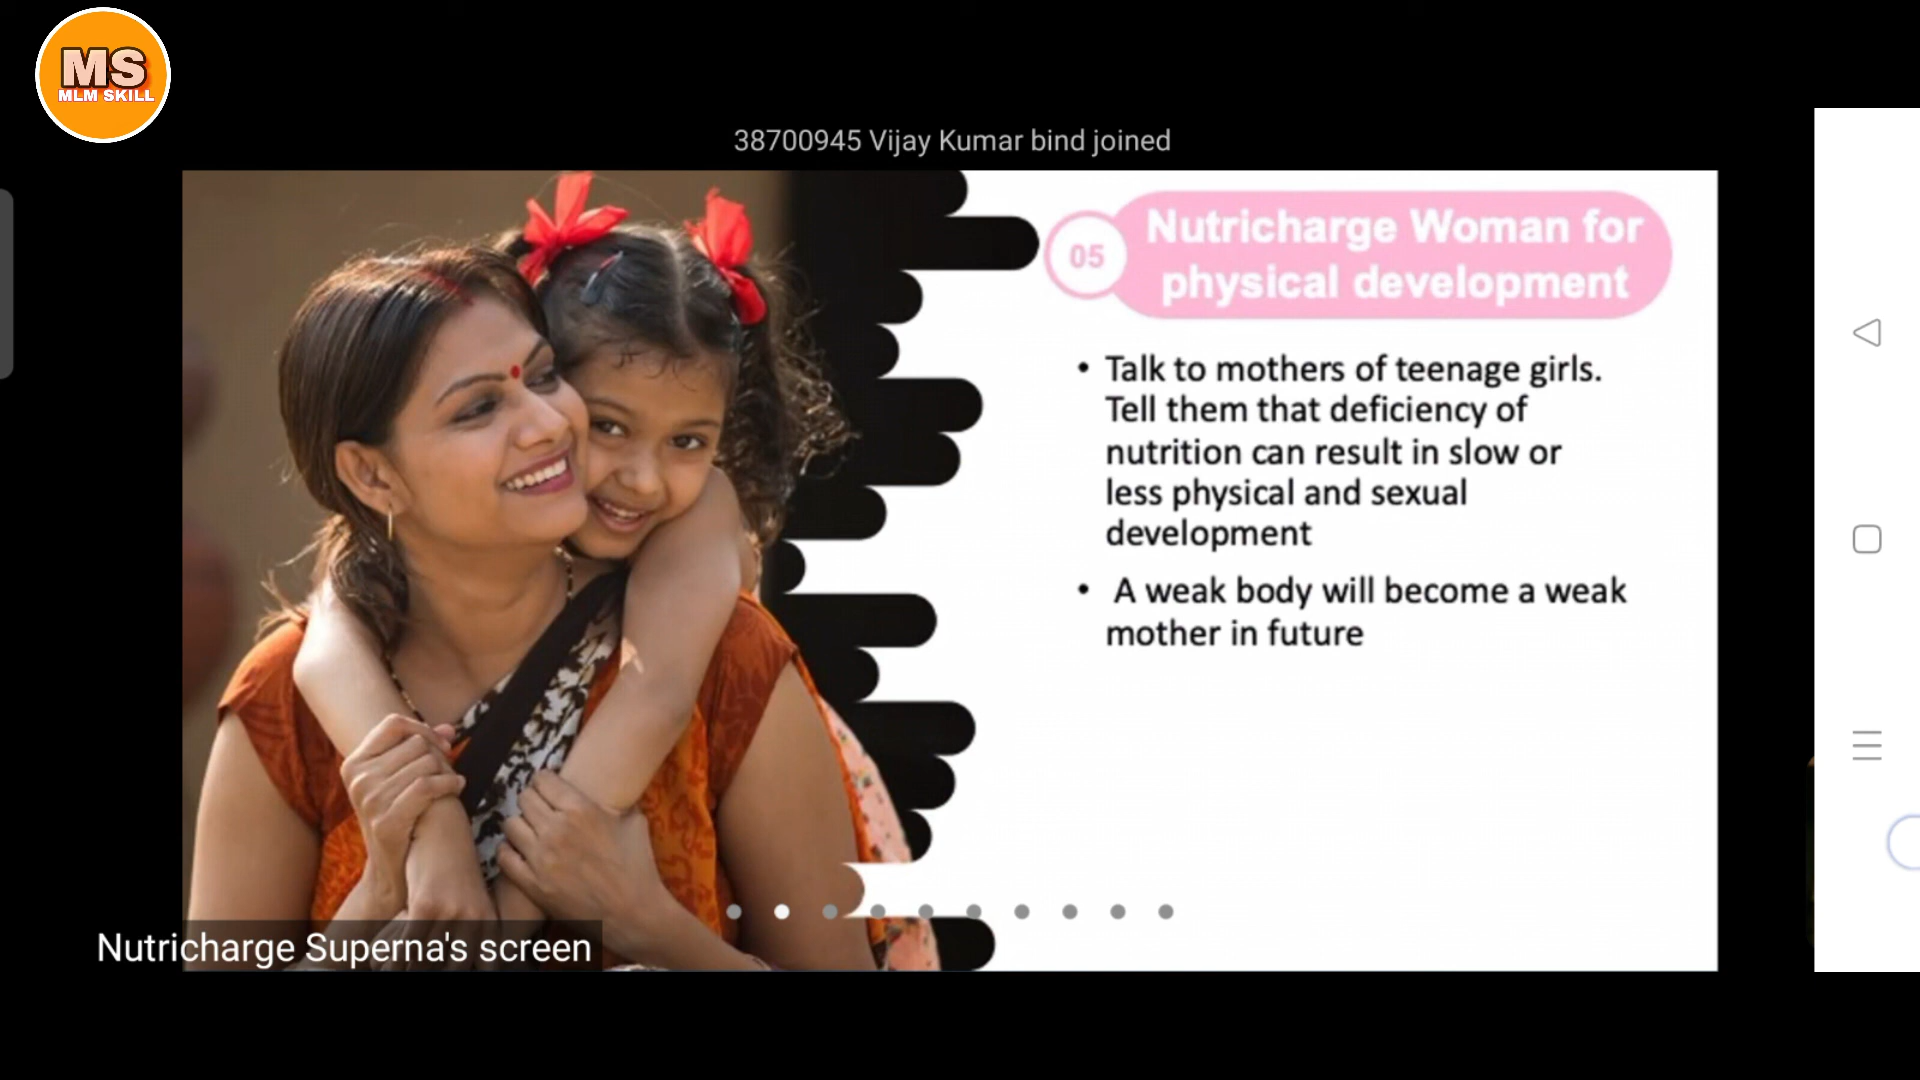 MS
MLM SKILL
38700945 Vijay Kumar bind joined
05
Nutricharge Woman for
physical development
• Talk to mothers of teenage girls.
Tell them that deficiency of
nutrition can result in slow or
less physical and sexual
development
• A weak body will become a weak
mother in future
Nutricharge Superna's screen